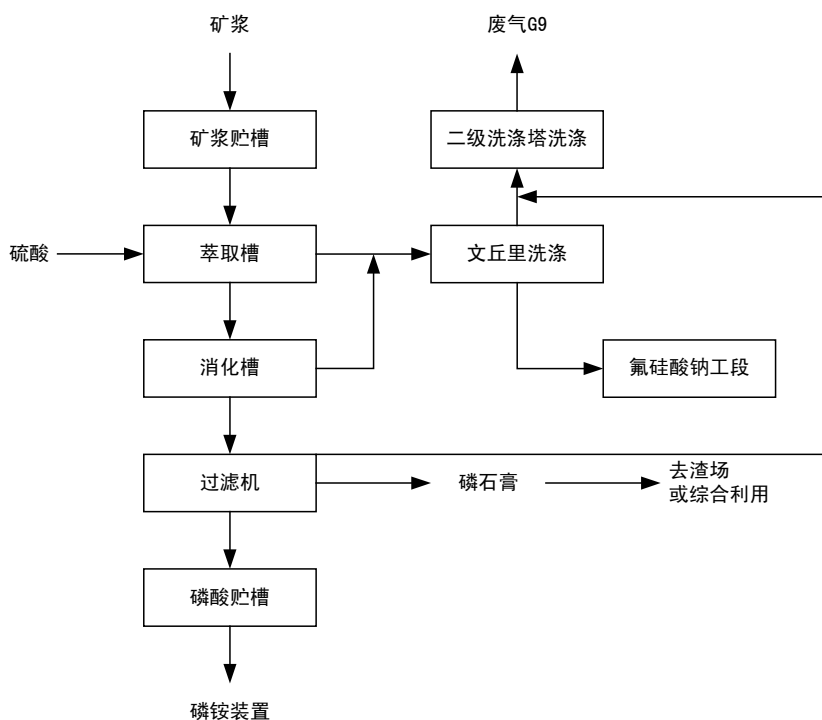 矿浆
废气G9
矿浆贮槽
二级洗涤塔洗涤
硫酸
萃取槽
文丘里洗涤
消化槽
氟硅酸钠工段
过滤机
磷石膏
去渣场
或综合利用
磷酸贮槽
磷铵装置